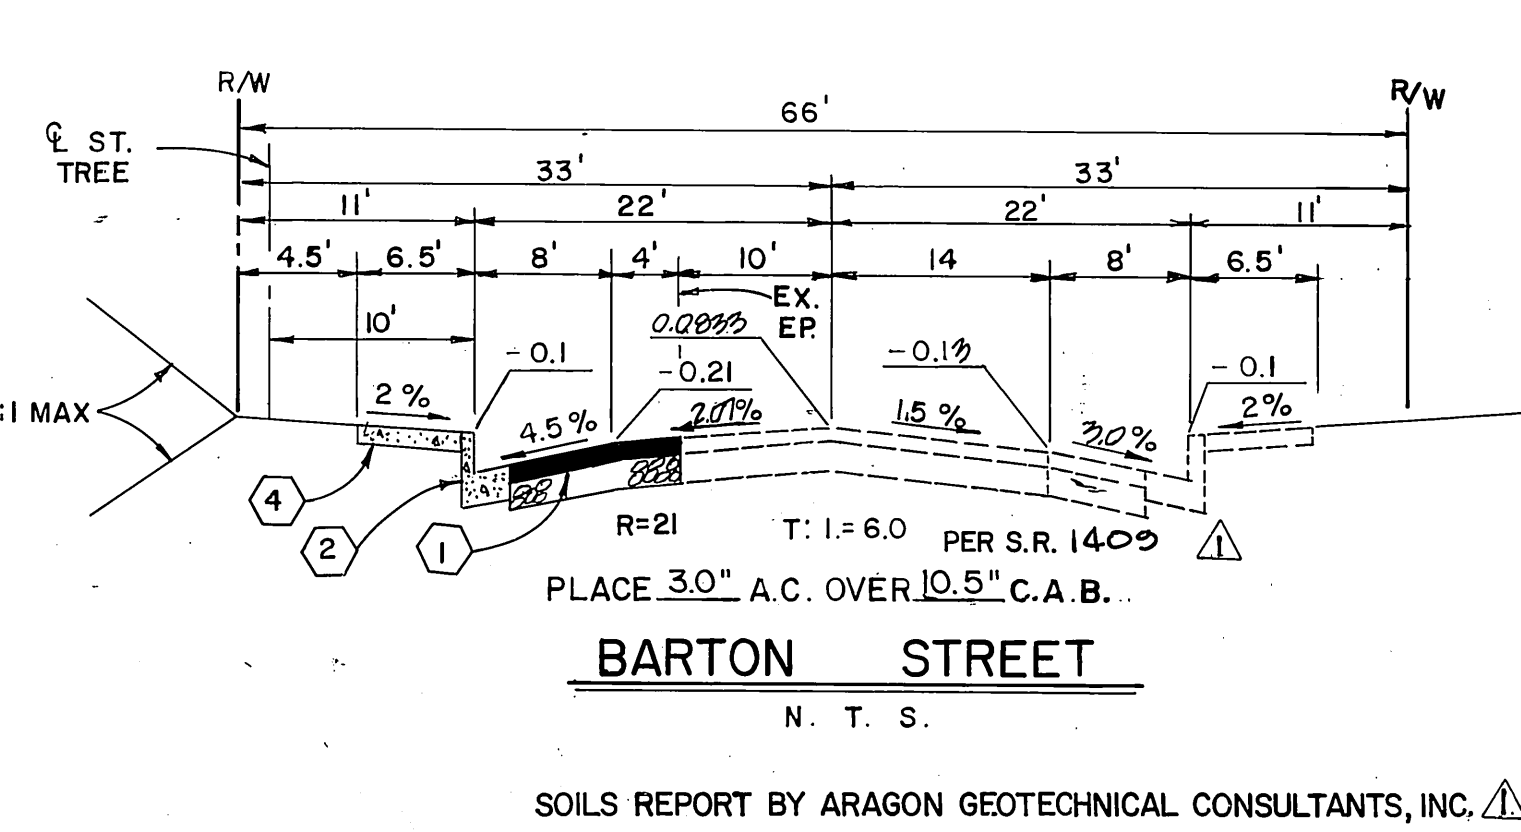 R/W
R/W
66'
℄ ST.
TREE
33' 33'
11' 22' 22' 11'
4.5' 6.5' 8' 4' 10' 14 8' 6.5'
EX.
EP.
10'
0.0833
-0.1 -0.21 -0.13 -0.1
:1 MAX
2% 4.5% 2.07% 1.5% 3.0% 2%
4 2 1
R=21 T.I.=6.0 PER S.R. 1409 1
PLACE 3.0" A.C. OVER 10.5" C.A.B.
BARTON STREET
N. T. S.
SOILS REPORT BY ARAGON GEOTECHNICAL CONSULTANTS, INC. 1